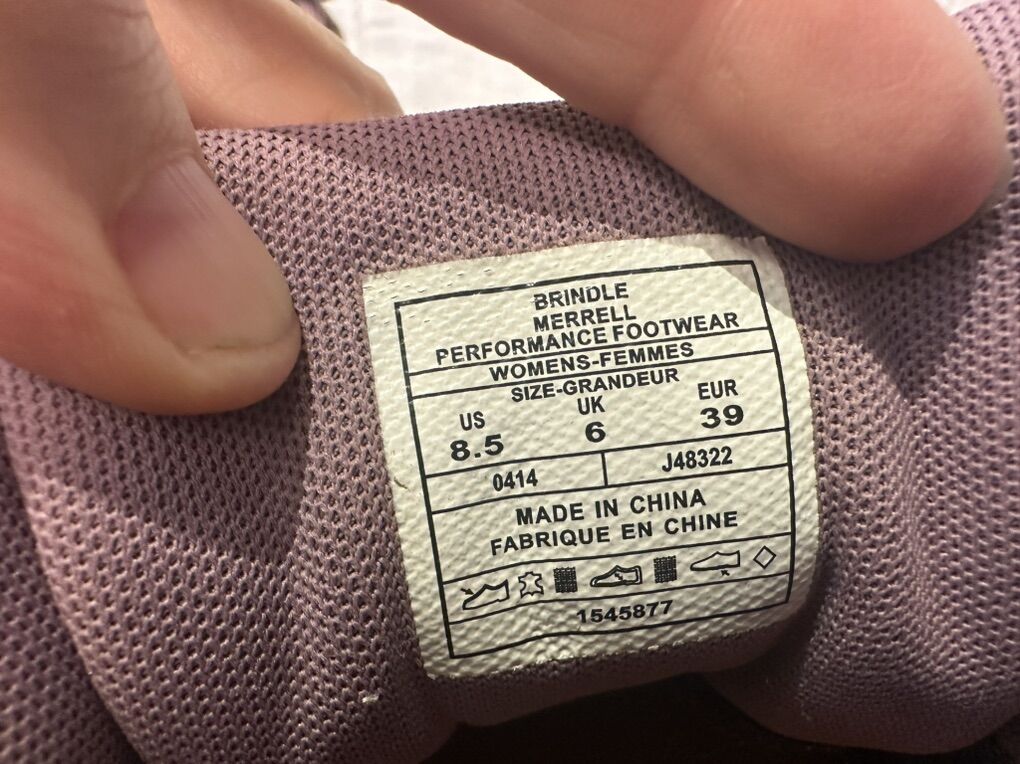 BRINDLE
MERRELL
PERFORMANCE FOOTWEAR
WOMENS-FEMMES
SIZE-GRANDEUR
US UK EUR
8.5 6 39
0414 J48322
MADE IN CHINA
FABRIQUE EN CHINE
1545877